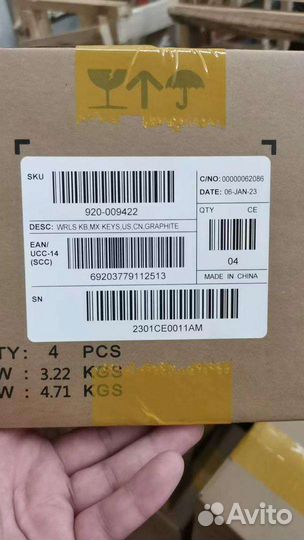 SKU
C/NO: 00000062086
DATE: 06-JAN-23
920-009422
QTY CE
DESC: WRLS.KB,MX KEYS,US,CN,GRAPHITE
EAN/
UCC-14
(SCC)
04
69203779112513
MADE IN CHINA
SN
2301CE0011AM
TY: 4 PCS
W: 3.22 KGS
W: 4.71 KGS
Avito